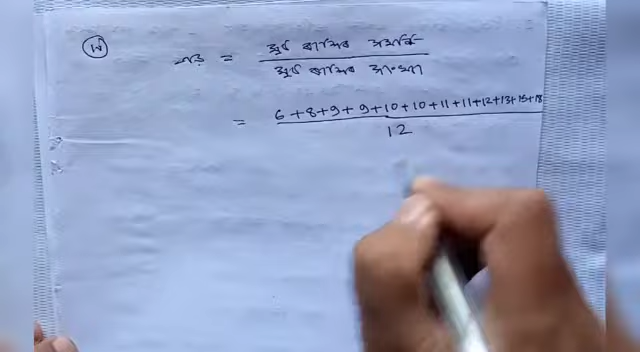 গড় = মোট রাশির সমষ্টি / মোট রাশির সংখ্যা
= 6+8+9+9+10+10+11+11+12+13+15+18 / 12